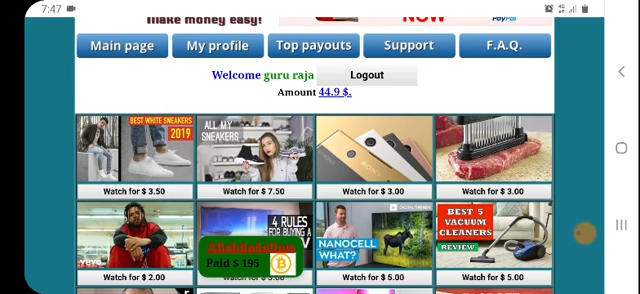 7:47
make money easy!
NOW
PayPal
Main page
My profile
Top payouts
Support
F.A.Q.
Welcome guru raja
Logout
Amount 44.9 $.
BEST WHITE SNEAKERS
2019
ALL MY
SNEAKERS
Watch for $ 3.50
Watch for $ 7.50
Watch for $ 3.00
Watch for $ 3.00
vevo
4 RULES
FOR BUYING A
Paid $ 195
DIGITAL TRENDS
NANOCELL
WHAT?
BEST 5
VACUUM
CLEANERS
REVIEW
Watch for $ 2.00
Watch for $ 5.00
Watch for $ 5.00